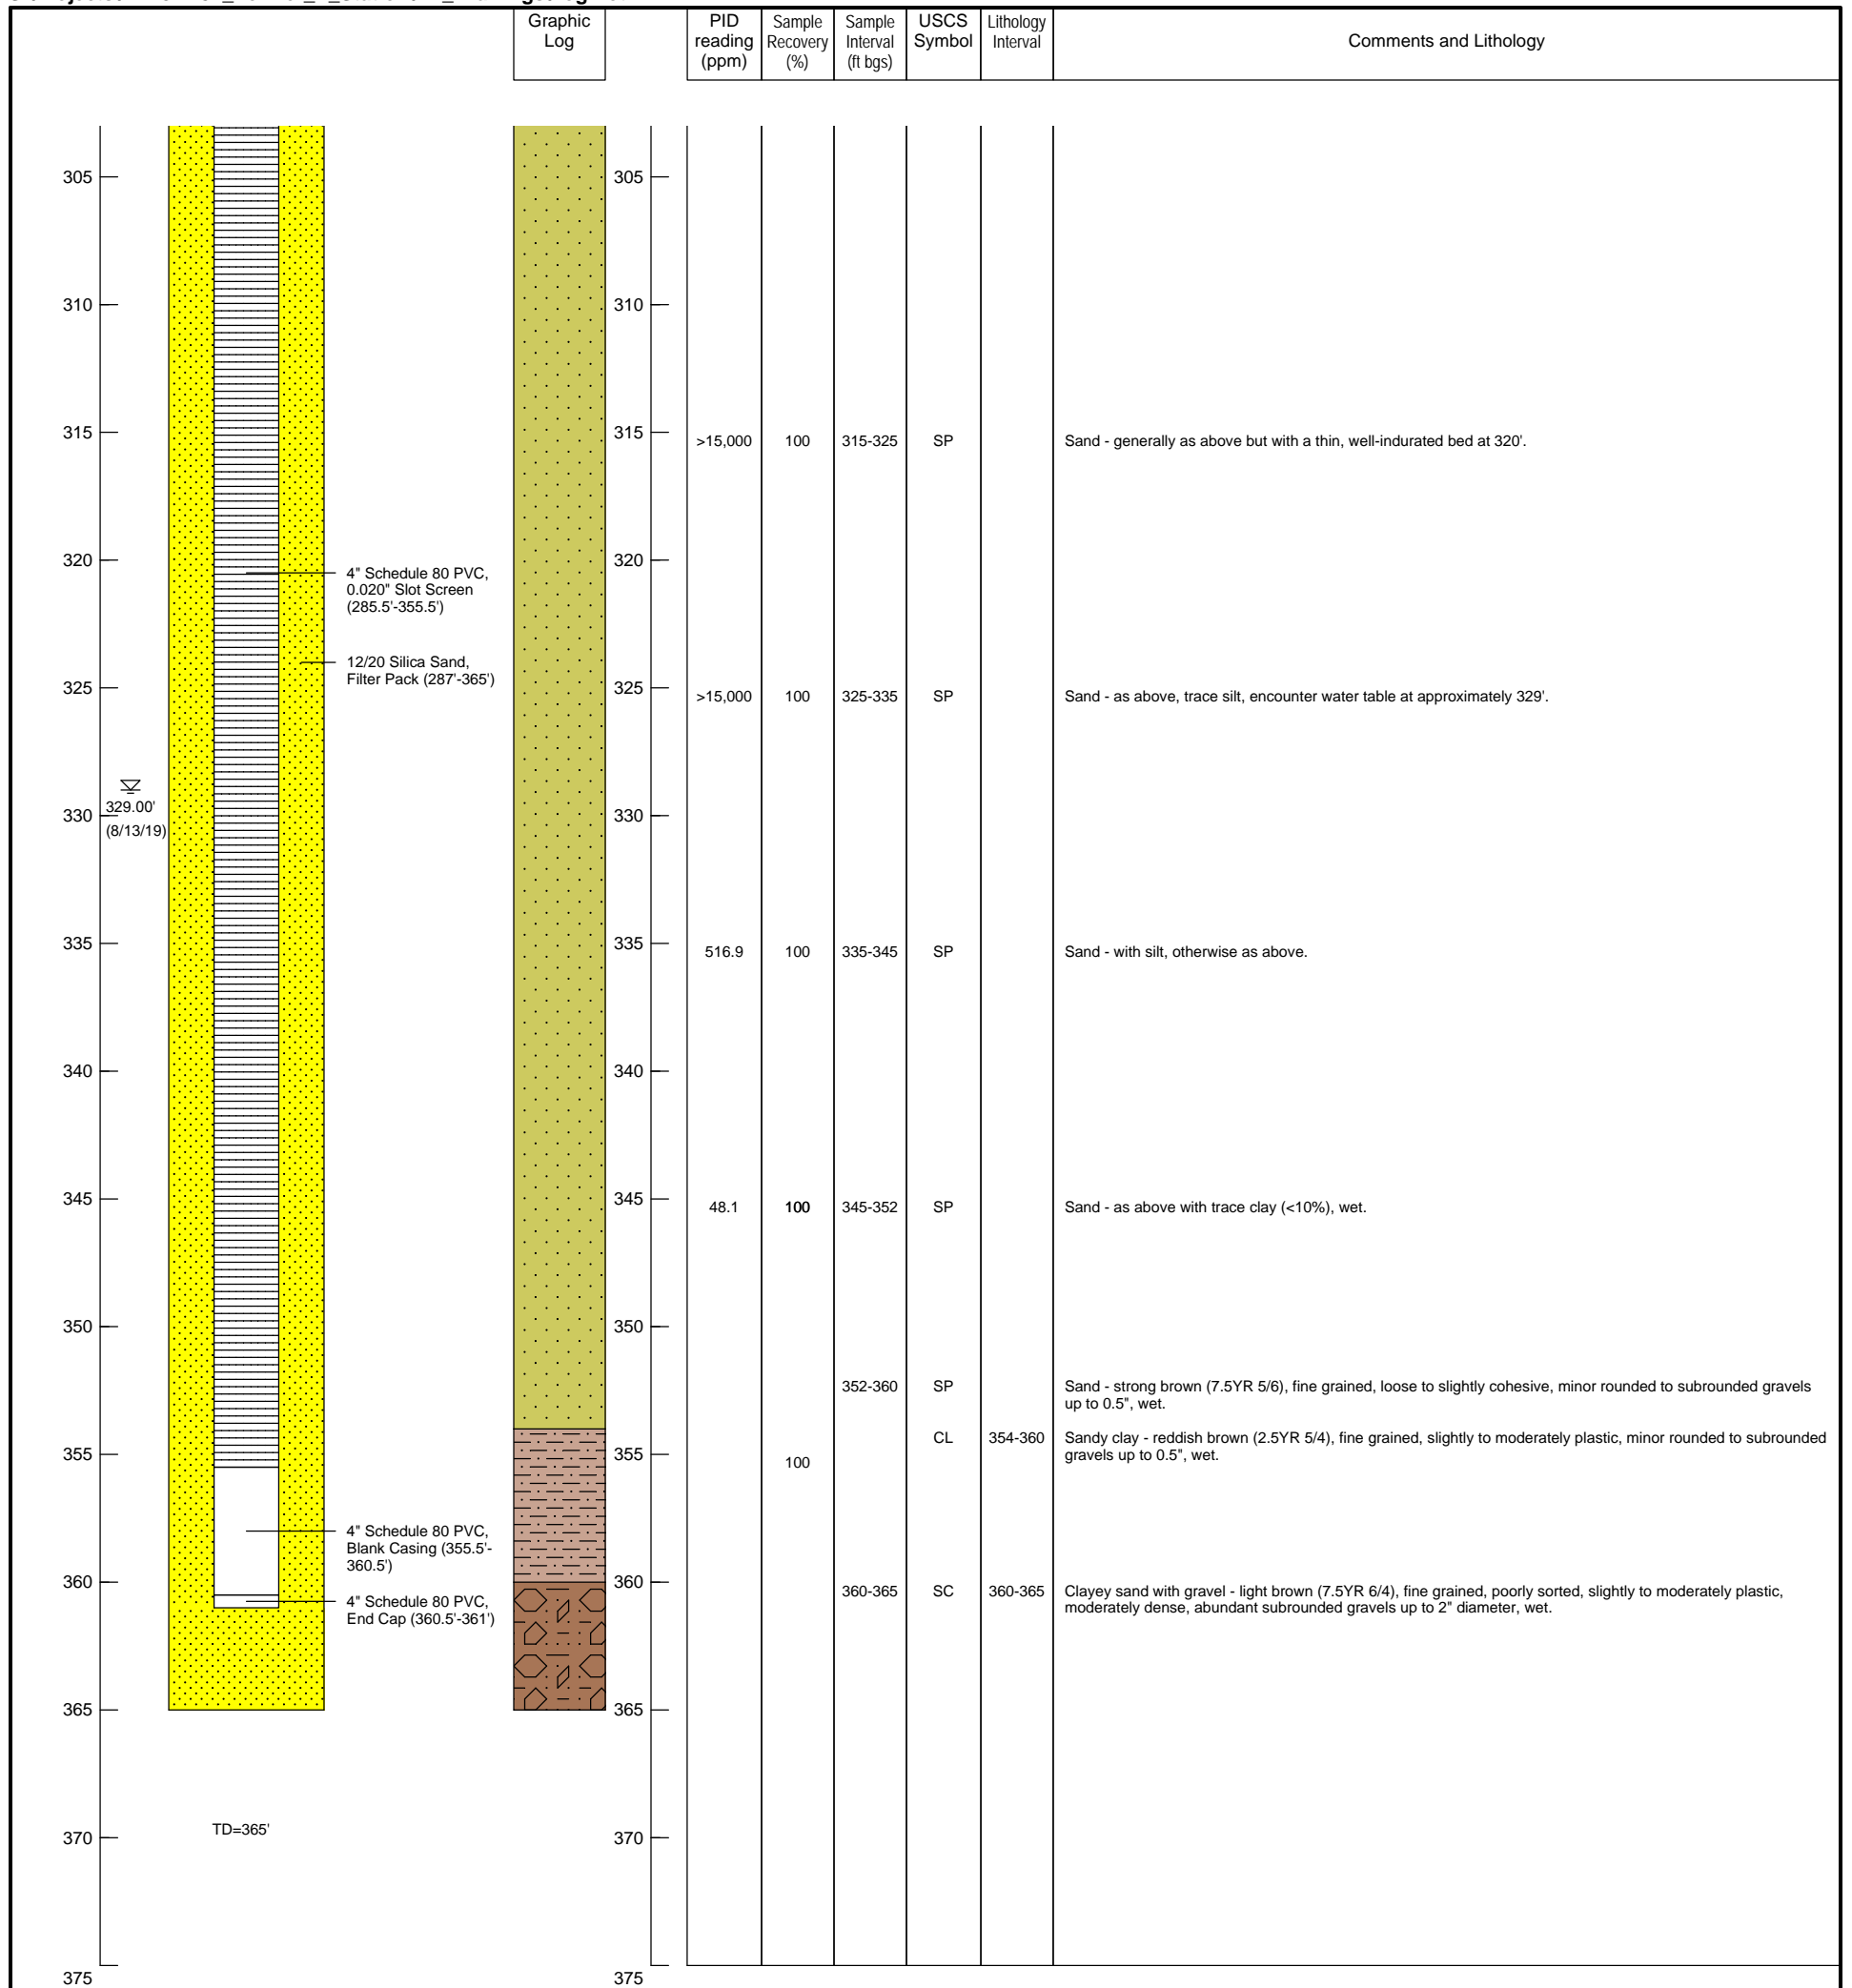 Graphic
Log
PID
reading
(ppm)
Sample
Recovery
(%)
Sample
Interval
(ft bgs)
USCS
Symbol
Lithology
Interval
Comments and Lithology
305
305
310
310
315
315
>15,000
100
315-325
SP
Sand - generally as above but with a thin, well-indurated bed at 320'.
320
4" Schedule 80 PVC,
0.020" Slot Screen
(285.5'-355.5')
320
12/20 Silica Sand,
Filter Pack (287'-365')
325
325
>15,000
100
325-335
SP
Sand - as above, trace silt, encounter water table at approximately 329'.
329.00'
(8/13/19)
330
330
335
335
516.9
100
335-345
SP
Sand - with silt, otherwise as above.
340
340
345
345
48.1
100
345-352
SP
Sand - as above with trace clay (<10%), wet.
350
350
352-360
SP
Sand - strong brown (7.5YR 5/6), fine grained, loose to slightly cohesive, minor rounded to subrounded gravels
up to 0.5", wet.
355
355
100
CL
354-360
Sandy clay - reddish brown (2.5YR 5/4), fine grained, slightly to moderately plastic, minor rounded to subrounded
gravels up to 0.5", wet.
4" Schedule 80 PVC,
Blank Casing (355.5'-
360.5')
360
4" Schedule 80 PVC,
End Cap (360.5'-361')
360
360-365
SC
360-365
Clayey sand with gravel - light brown (7.5YR 6/4), fine grained, poorly sorted, slightly to moderately plastic,
moderately dense, abundant subrounded gravels up to 2" diameter, wet.
365
365
TD=365'
370
370
375
375